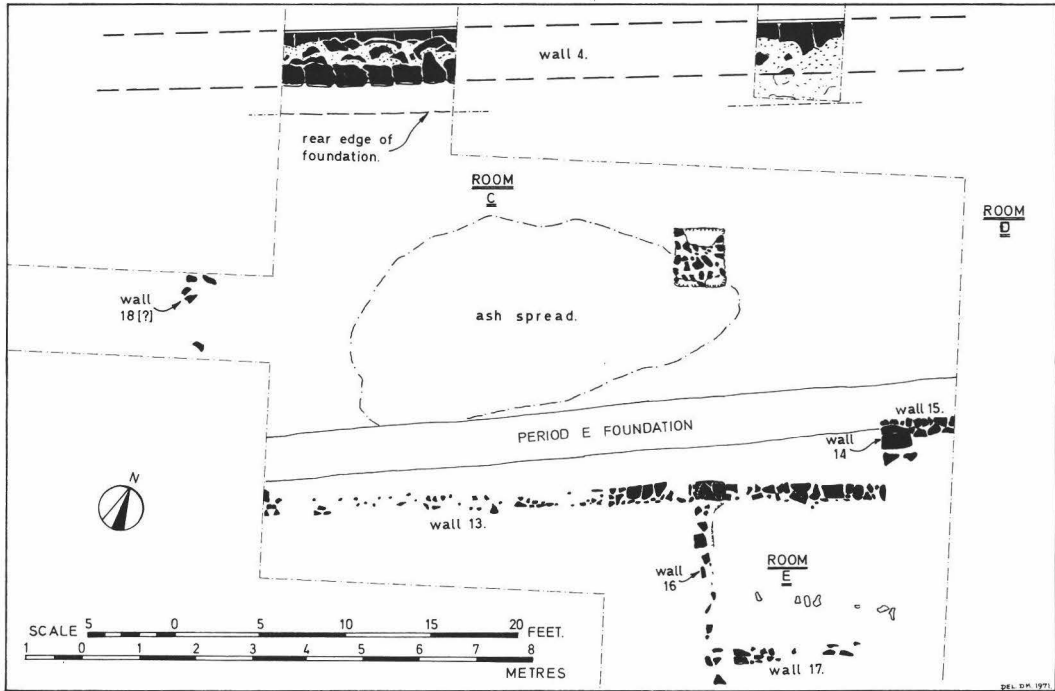 wall 4.
rear edge of
foundation.
ROOM
C
ROOM
D
wall
18[?]
ash spread.
PERIOD E FOUNDATION
wall 15.
wall
14
N
wall 13.
wall
16
ROOM
E
wall 17.
SCALE 5 0 5 10 15 20 FEET.
1 0 1 2 3 4 5 6 7 8
METRES
DEL. D.M. 1971.